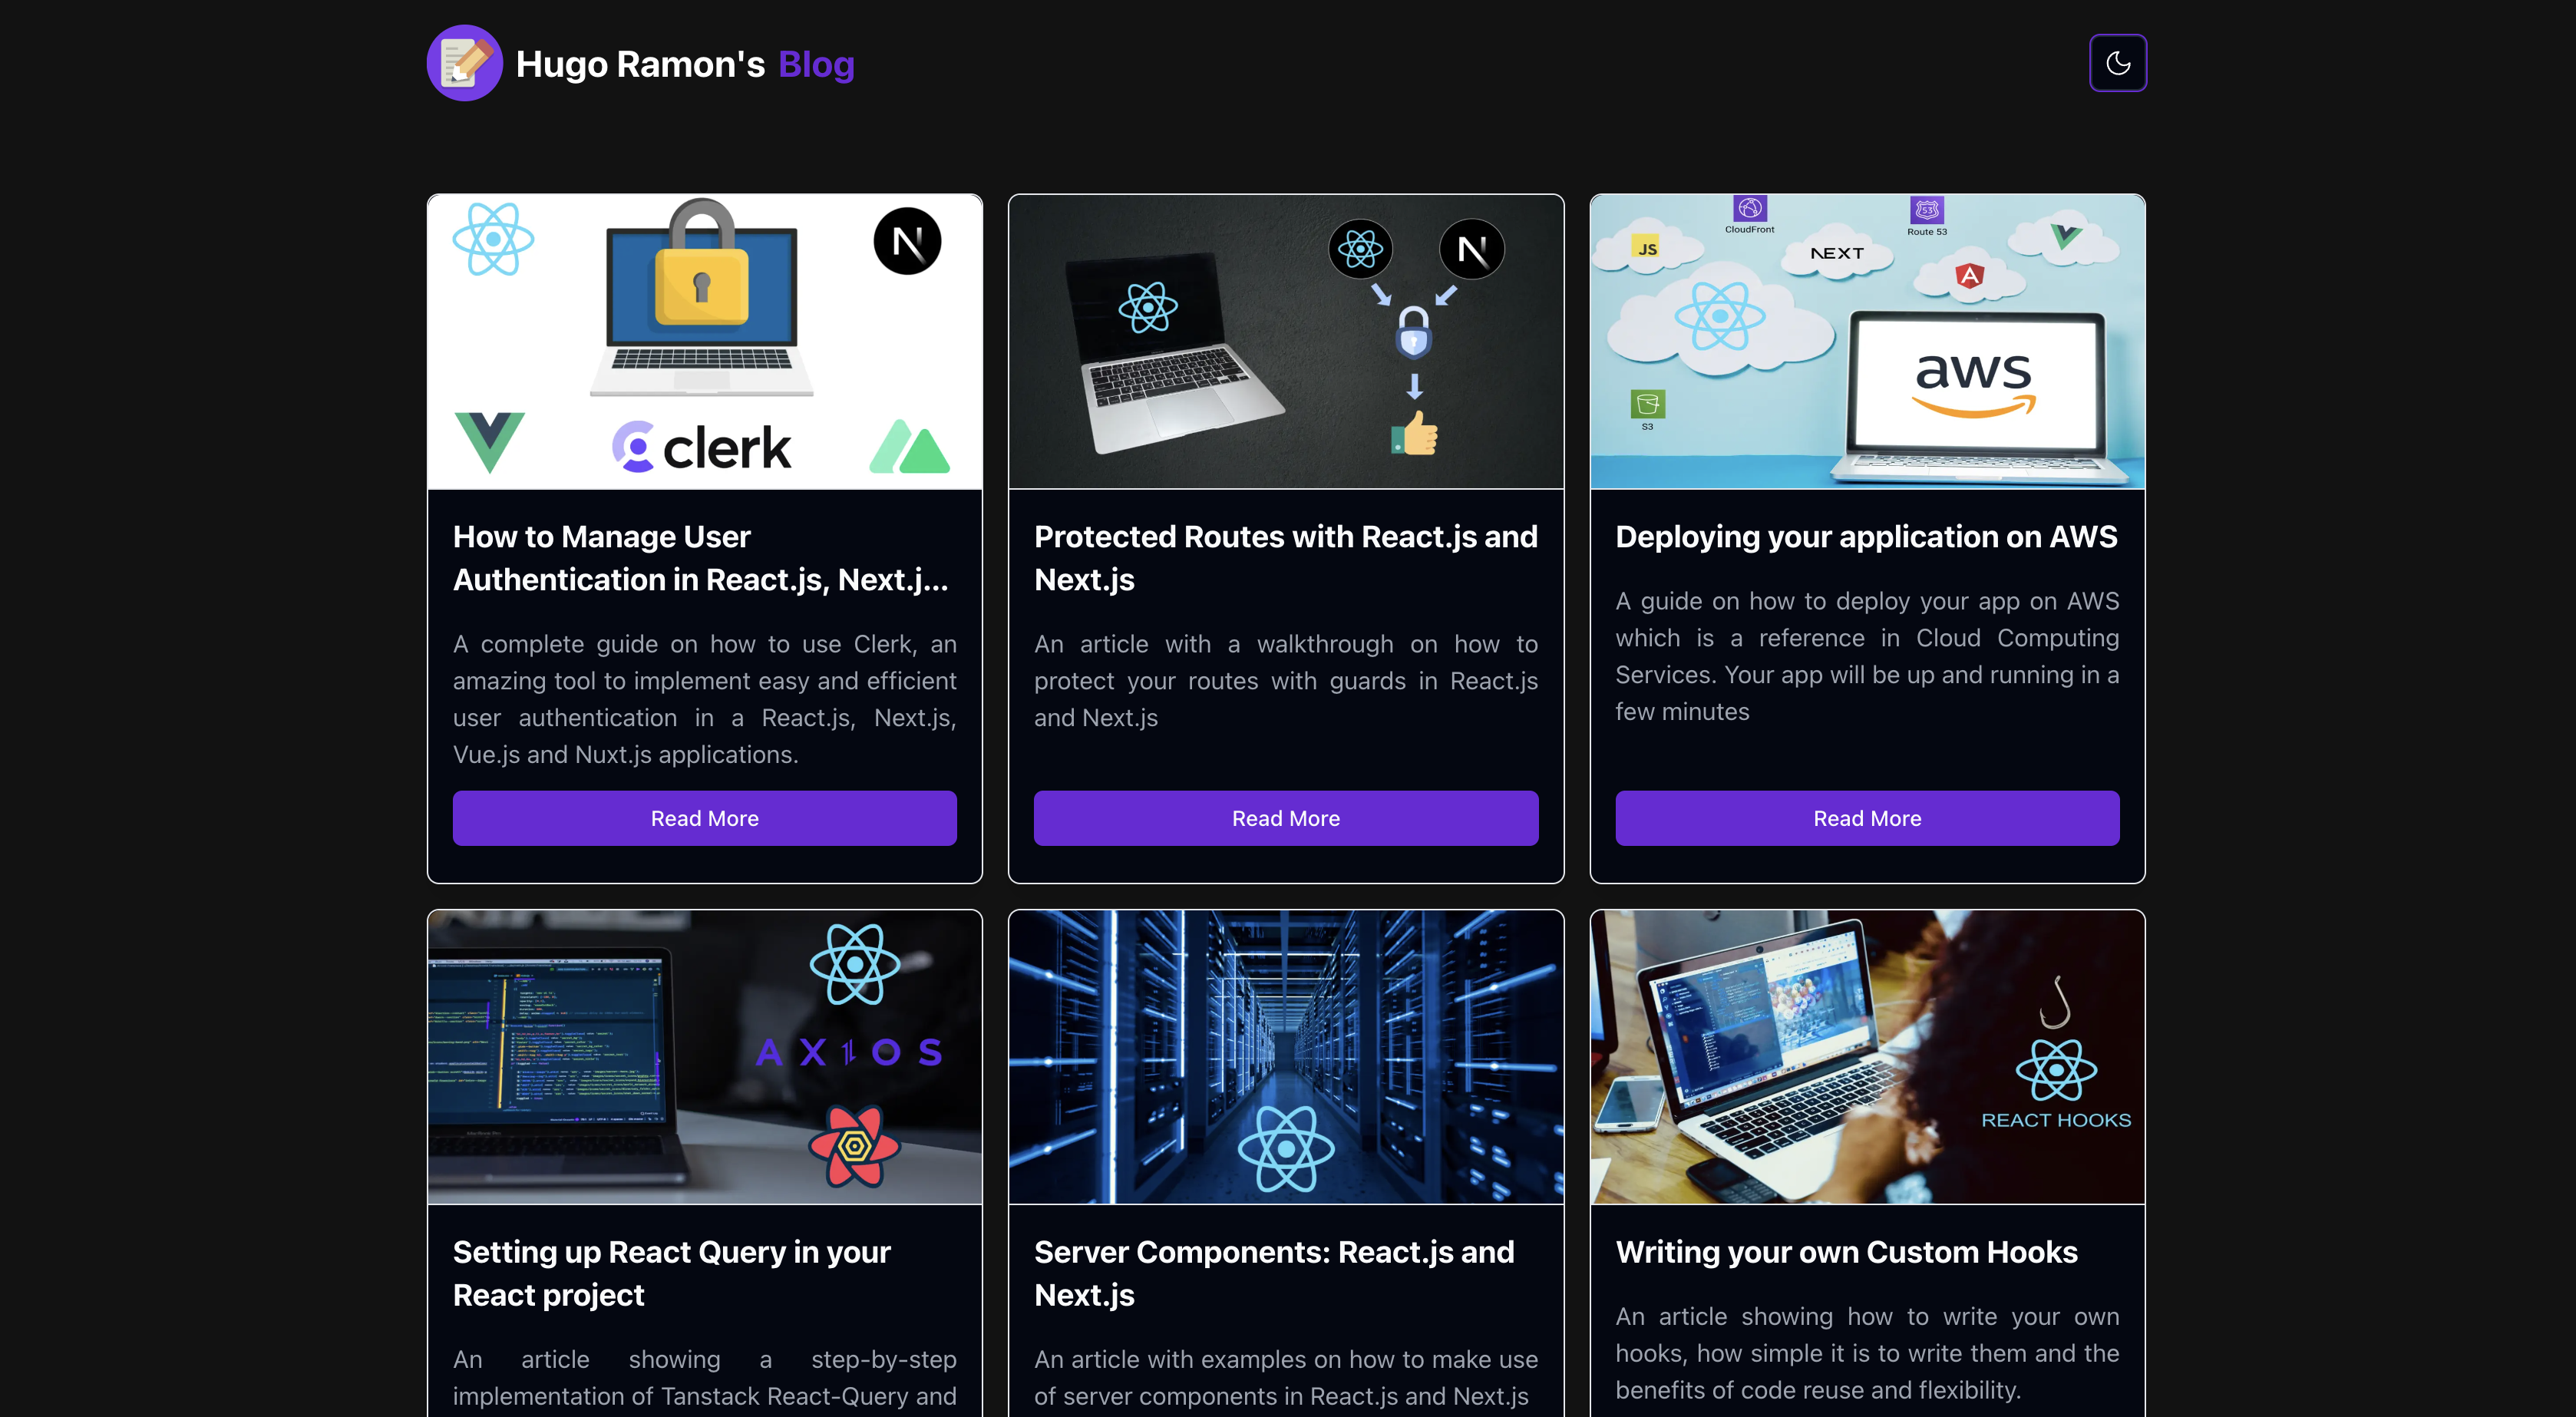 Hugo Ramon's Blog
N
clerk
How to Manage User
Authentication in React.js, Next.j...
A complete guide on how to use Clerk, an
amazing tool to implement easy and efficient
user authentication in a React.js, Next.js,
Vue.js and Nuxt.js applications.
Read More
N
Protected Routes with React.js and
Next.js
An article with a walkthrough on how to
protect your routes with guards in React.js
and Next.js
Read More
CloudFront
53
Route 53
JS
NEXT
A
aws
S3
Deploying your application on AWS
A guide on how to deploy your app on AWS
which is a reference in Cloud Computing
Services. Your app will be up and running in a
few minutes
Read More
AXIOS
Setting up React Query in your
React project
An article showing a step-by-step
implementation of Tanstack React-Query and
Server Components: React.js and
Next.js
An article with examples on how to make use
of server components in React.js and Next.js
REACT HOOKS
Writing your own Custom Hooks
An article showing how to write your own
hooks, how simple it is to write them and the
benefits of code reuse and flexibility.